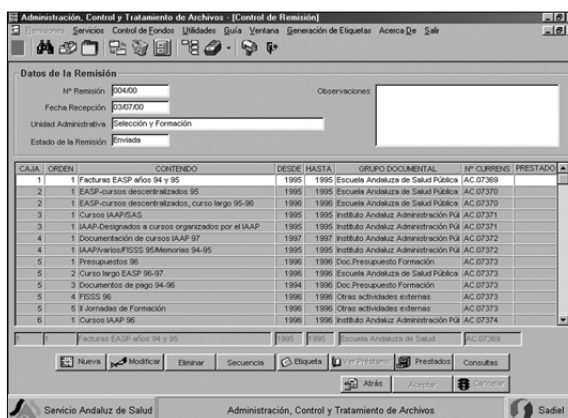 Administración, Control y Tratamiento de Archivos - [Control de Remisión]
Remisiones Servicios Control de Fondos Utilidades Guía Ventana Generación de Etiquetas Acerca De Salir
Datos de la Remisión
Nº Remisión 004/00 Observaciones
Fecha Recepción 03/07/00
Unidad Administrativa Selección y Formación
Estado de la Remisión Enviada
CAJA ORDEN CONTENIDO DESDE HASTA GRUPO DOCUMENTAL Nº CURRENS PRESTADO
1 1 Facturas EASP años 94 y 95 1995 1995 Escuela Andaluza de Salud Pública AC.07369
2 1 EASP-cursos descentralizados 95 1995 1995 Escuela Andaluza de Salud Pública AC.07370
2 1 EASP-cursos descentralizados, curso largo 95-96 1996 1996 Escuela Andaluza de Salud Pública AC.07370
3 1 Cursos IAAP/SAS 1995 1995 Instituto Andaluz Administración Púl AC.07371
3 1 IAAP-Designados a cursos organizados por el IAAP 1995 1995 Instituto Andaluz Administración Púl AC.07371
4 1 Documentación de cursos IAAP 97 1997 1997 Instituto Andaluz Administración Púl AC.07372
4 1 IAAP/varios/FISSS 95/Memorias 94-95 1995 1995 Instituto Andaluz Administración Púl AC.07372
5 1 Presupuestos 96 1996 1996 Doc.Presupuesto Formación AC.07373
5 2 Curso largo EASP 96-97 1996 1996 Escuela Andaluza de Salud Pública AC.07373
5 3 Documentos de pago 94-96 1994 1996 Doc.Presupuesto Formación AC.07373
5 4 FISSS 96 1996 1996 Otras actividades externas AC.07373
5 5 II Jornadas de Formación 1996 1996 Otras actividades externas AC.07373
6 1 Cursos IAAP 96 1996 1996 Instituto Andaluz Administración Púl AC.07374
1 1 Facturas EASP años 94 y 95 1995 1995 Escuela Andaluza de Salud AC.07369
Nueva Modificar Eliminar Secuencia Etiqueta Ver Préstamo Prestados Consultas
Atrás Aceptar Cancelar
Servicio Andaluz de Salud Administración, Control y Tratamiento de Archivos Sadiel